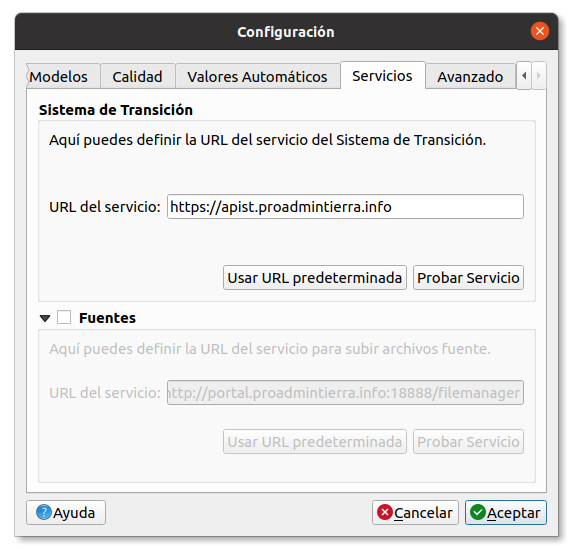 Configuración
Modelos
Calidad
Valores Automáticos
Servicios
Avanzado
Sistema de Transición
Aquí puedes definir la URL del servicio del Sistema de Transición.
URL del servicio: https://apist.proadmintierra.info
Usar URL predeterminada
Probar Servicio
Fuentes
Aquí puedes definir la URL del servicio para subir archivos fuente.
URL del servicio: http://portal.proadmintierra.info:18888/filemanager
Usar URL predeterminada
Probar Servicio
Ayuda
Cancelar
Aceptar